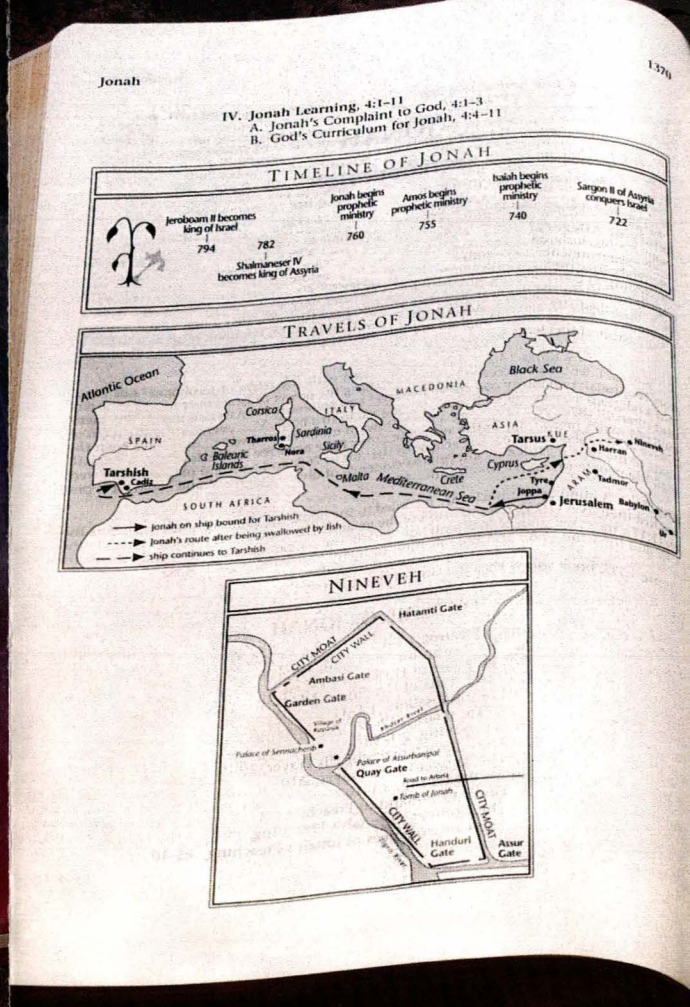 Jonah
1370
IV. Jonah Learning, 4:1–11
A. Jonah's Complaint to God, 4:1–3
B. God's Curriculum for Jonah, 4:4–11
TIMELINE OF JONAH
Jeroboam II becomes
king of Israel
794
782
Shalmaneser IV
becomes king of Assyria
Jonah begins
prophetic
ministry
760
Amos begins
prophetic ministry
755
Isaiah begins
prophetic
ministry
740
Sargon II of Assyria
conquers Israel
722
TRAVELS OF JONAH
Atlantic Ocean
Black Sea
MACEDONIA
Corsica
ITALY
SPAIN
Tharros
Sardinia
Nora
Sicily
Balearic
Islands
ASIA
Tarsus
KUE
Nineveh
Harran
Tarshish
Cadiz
Malta
Mediterranean Sea
Crete
Cyprus
ARAM
Tadmor
Tyre
Joppa
Jerusalem
Babylon
Ur
SOUTH AFRICA
Jonah on ship bound for Tarshish
Jonah's route after being swallowed by fish
ship continues to Tarshish
NINEVEH
Hatamti Gate
CITY MOAT
CITY WALL
Ambasi Gate
Garden Gate
Village of
Khosr River
Palace of Sennacherib
Palace of Assurbanipal
Quay Gate
Road to Arbela
Tomb of Jonah
CITY WALL
CITY MOAT
Tigris River
Handuri
Gate
Assur
Gate